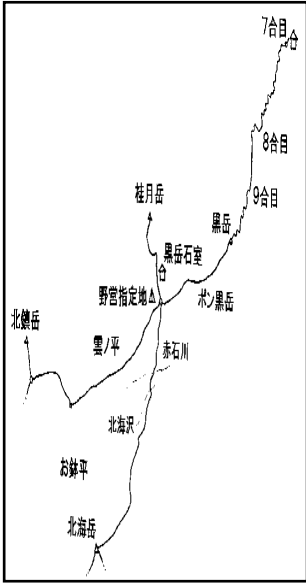 7合目
8合目
9合目
桂月岳
黒岳
黒岳石室
野営指定地
ポン黒岳
北鎮岳
雲ノ平
赤石川
北海沢
お鉢平
北海岳